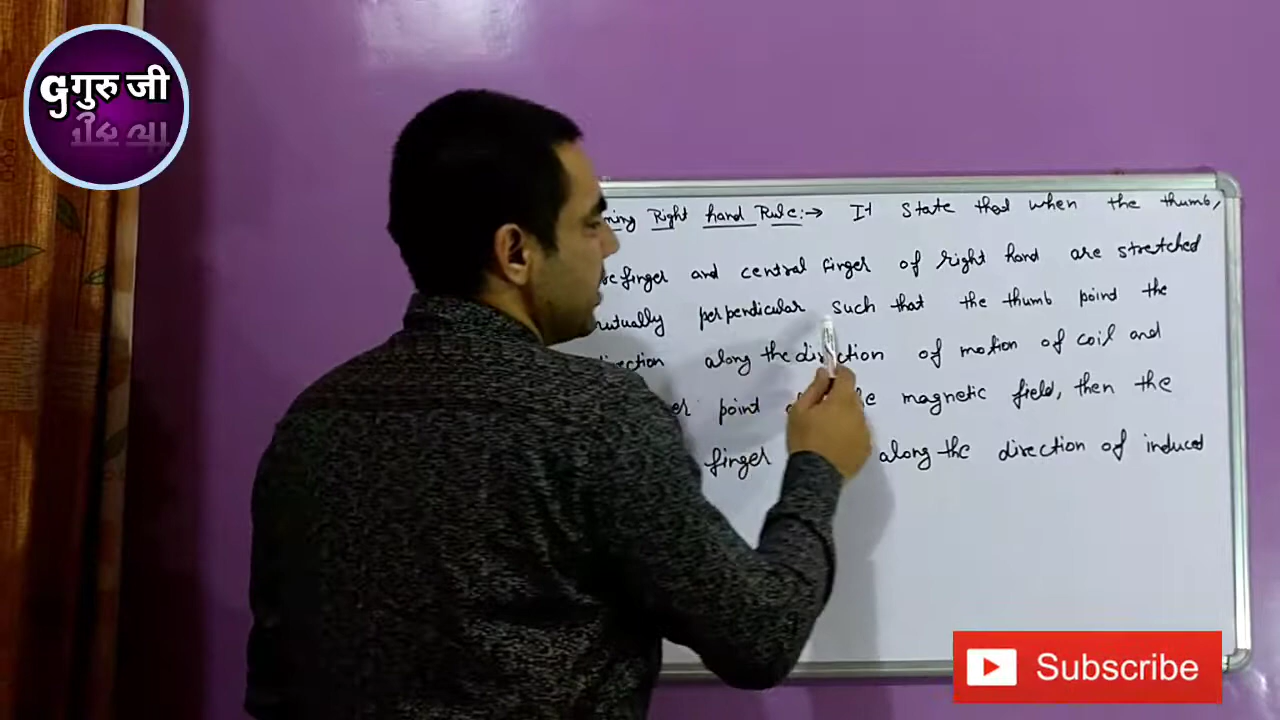 G गुरु जी
Right hand Rule:→ It state that when the thumb,
finger and central finger of right hand are stretched
mutually perpendicular such that the thumb point the
along the direction of motion of coil and
point magnetic field, then the
finger along the direction of induced
Subscribe